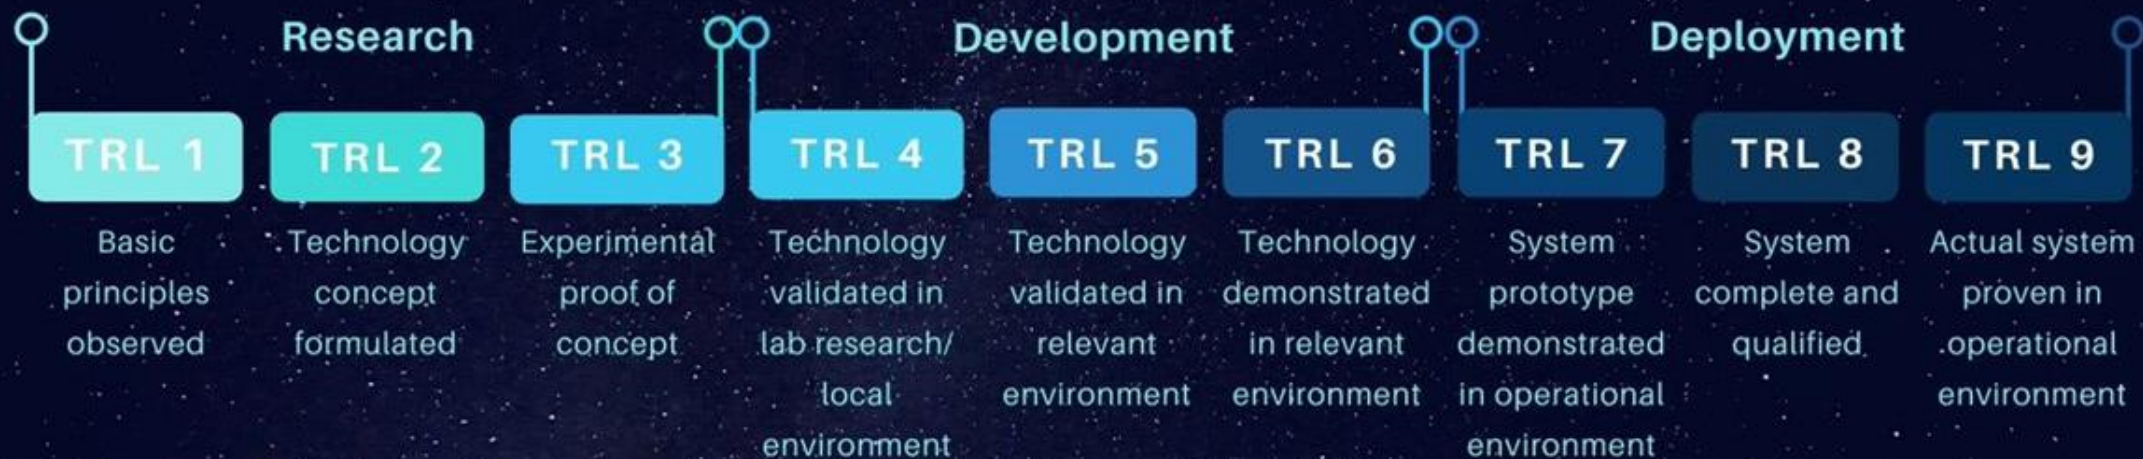 Research
Development
Deployment
TRL 1
TRL 2
TRL 3
TRL 4
TRL 5
TRL 6
TRL 7
TRL 8
TRL 9
Basic
principles
observed
Technology
concept
formulated
Experimental
proof of
concept
Technology
validated in
lab research/
local
environment
Technology
validated in
relevant
environment
Technology
demonstrated
in relevant
environment
System
prototype
demonstrated
in operational
environment
System
complete and
qualified
Actual system
proven in
operational
environment